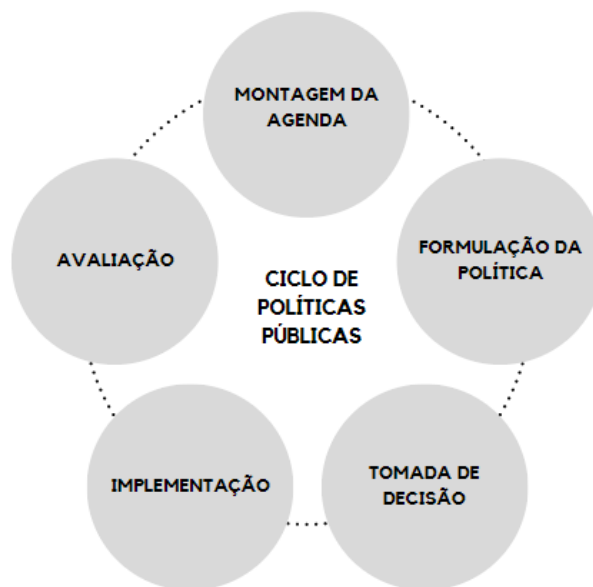 MONTAGEM DA
AGENDA
FORMULAÇÃO DA
POLÍTICA
TOMADA DE
DECISÃO
IMPLEMENTAÇÃO
AVALIAÇÃO
CICLO DE
POLÍTICAS
PÚBLICAS